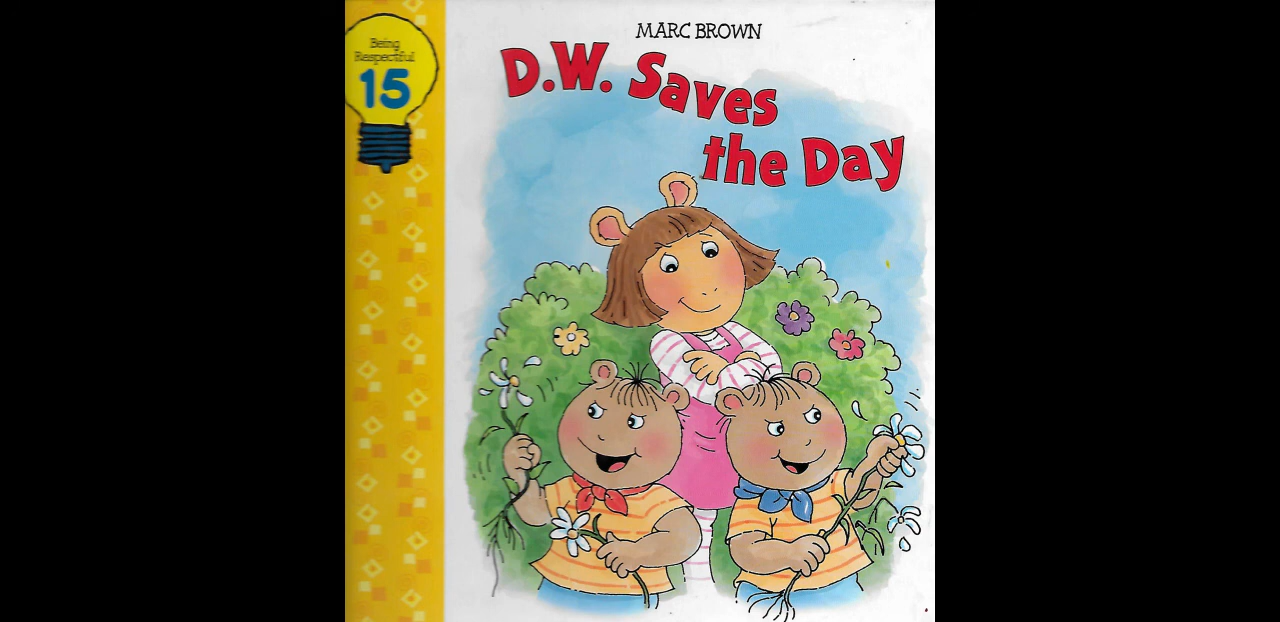 Being
Respectful
15
MARC BROWN
D.W. Saves
the Day